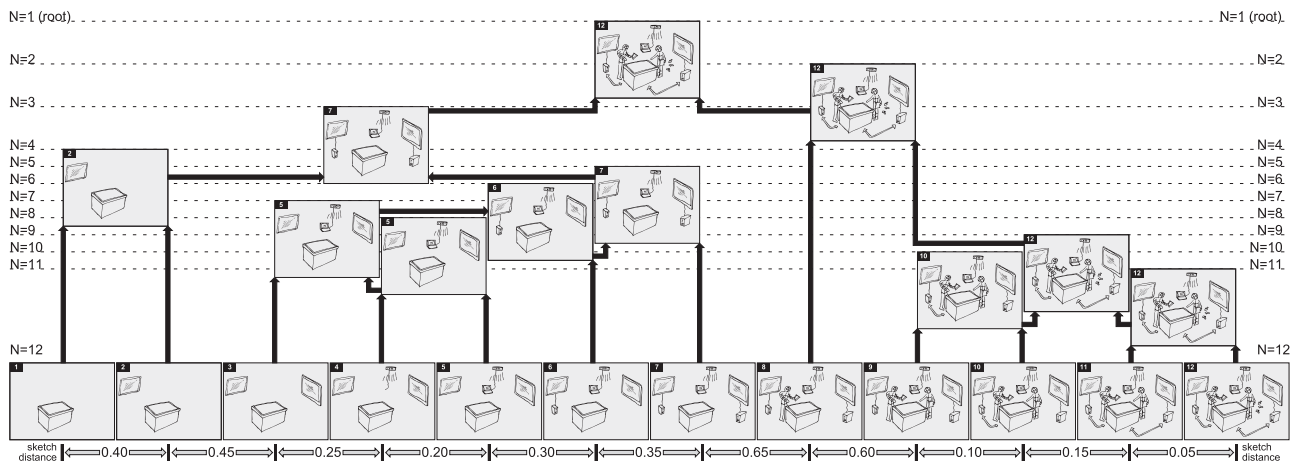 N=1 (root) N=1 (root)
12
N=2 12 N=2
N=3 7 N=3
N=4 2 N=4
N=5 7 N=5
N=6 6 N=6
N=7 5 N=7
N=8 5 N=8
N=9 12 N=9
N=10 10 N=10
N=11 12 N=11
N=12 N=12
1 2 3 4 5 6 7 8 9 10 11 12
sketch distance 0.40 0.45 0.25 0.20 0.30 0.35 0.65 0.60 0.10 0.15 0.05 sketch distance